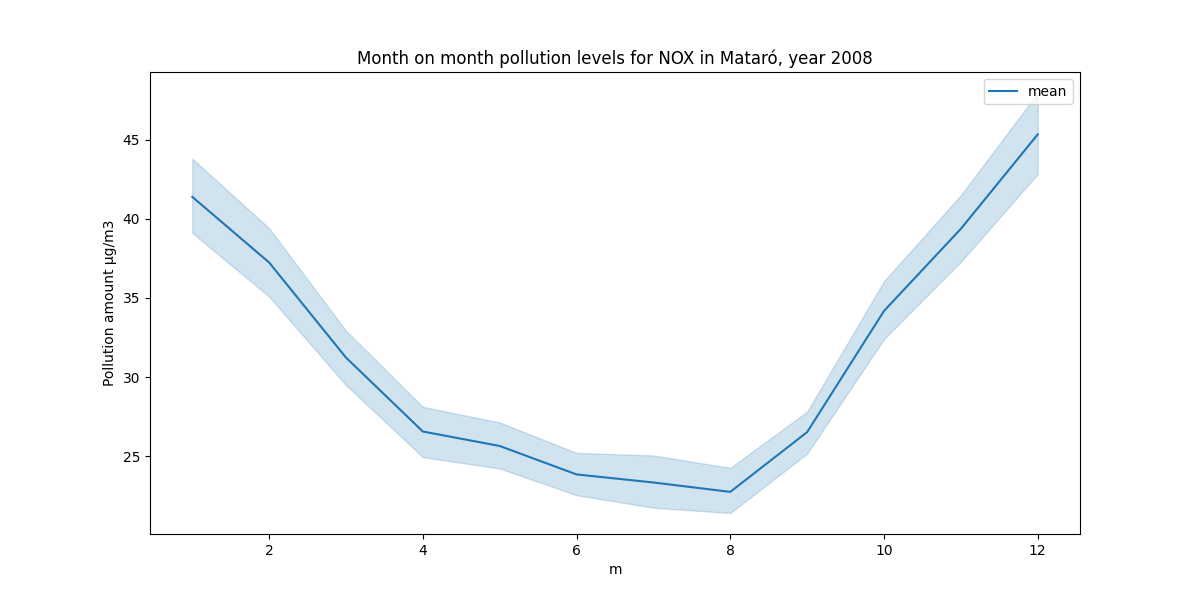 Month on month pollution levels for NOX in Mataró, year 2008
mean
Pollution amount µg/m3
45
40
35
30
25
2 4 6 8 10 12
m